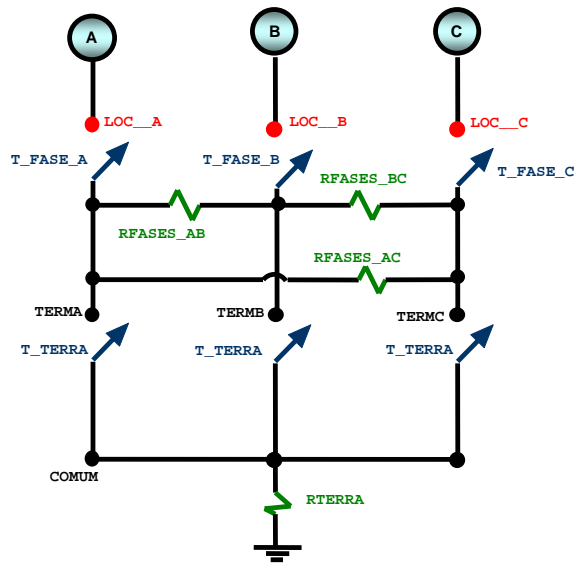 A
B
C
LOC__A
LOC__B
LOC__C
T_FASE_A
T_FASE_B
T_FASE_C
RFASES_BC
RFASES_AB
RFASES_AC
TERMA
TERMB
TERMC
T_TERRA
T_TERRA
T_TERRA
COMUM
RTERRA